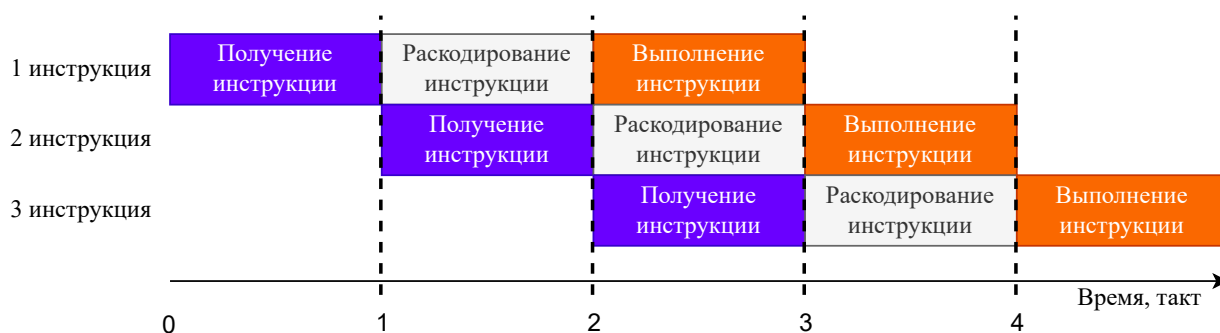 1 инструкция
Получение
инструкции
Раскодирование
инструкции
Выполнение
инструкции
2 инструкция
Получение
инструкции
Раскодирование
инструкции
Выполнение
инструкции
3 инструкция
Получение
инструкции
Раскодирование
инструкции
Выполнение
инструкции
Время, такт
0 1 2 3 4